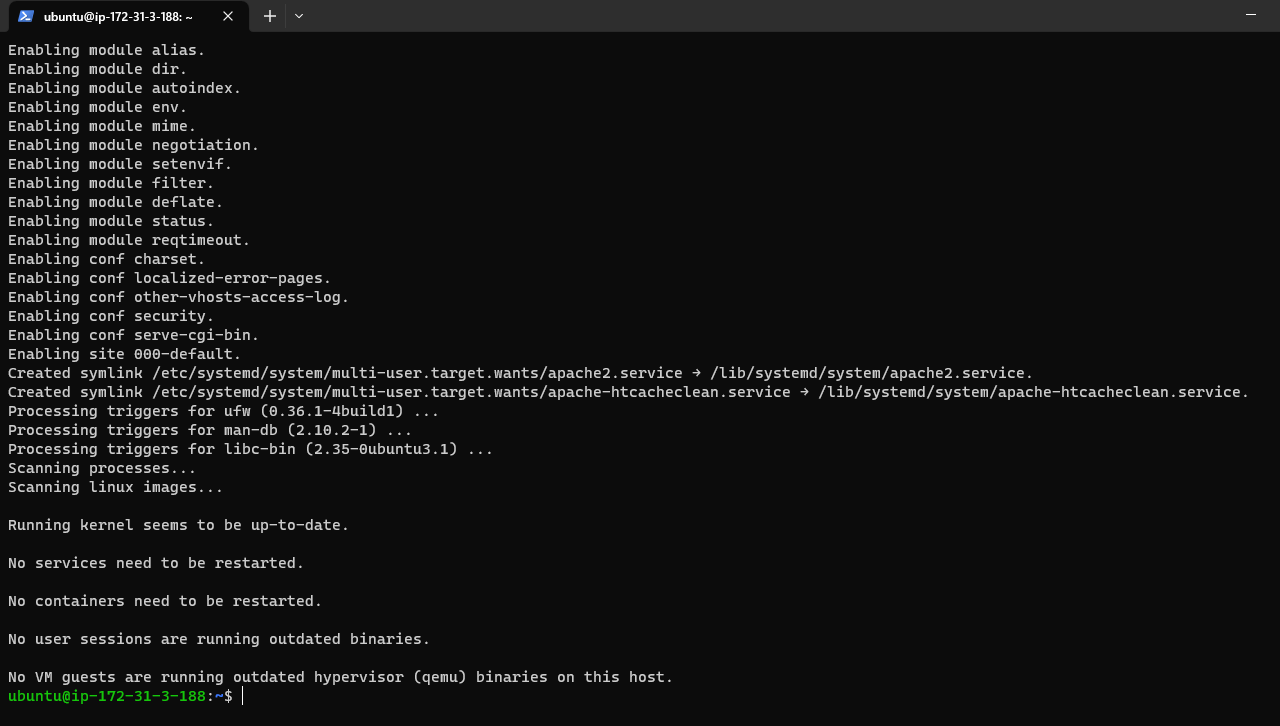 ubuntu@ip-172-31-3-188: ~
Enabling module alias.
Enabling module dir.
Enabling module autoindex.
Enabling module env.
Enabling module mime.
Enabling module negotiation.
Enabling module setenvif.
Enabling module filter.
Enabling module deflate.
Enabling module status.
Enabling module reqtimeout.
Enabling conf charset.
Enabling conf localized-error-pages.
Enabling conf other-vhosts-access-log.
Enabling conf security.
Enabling conf serve-cgi-bin.
Enabling site 000-default.
Created symlink /etc/systemd/system/multi-user.target.wants/apache2.service → /lib/systemd/system/apache2.service.
Created symlink /etc/systemd/system/multi-user.target.wants/apache-htcacheclean.service → /lib/systemd/system/apache-htcacheclean.service.
Processing triggers for ufw (0.36.1-4build1) ...
Processing triggers for man-db (2.10.2-1) ...
Processing triggers for libc-bin (2.35-0ubuntu3.1) ...
Scanning processes...
Scanning linux images...
Running kernel seems to be up-to-date.
No services need to be restarted.
No containers need to be restarted.
No user sessions are running outdated binaries.
No VM guests are running outdated hypervisor (qemu) binaries on this host.
ubuntu@ip-172-31-3-188:~$